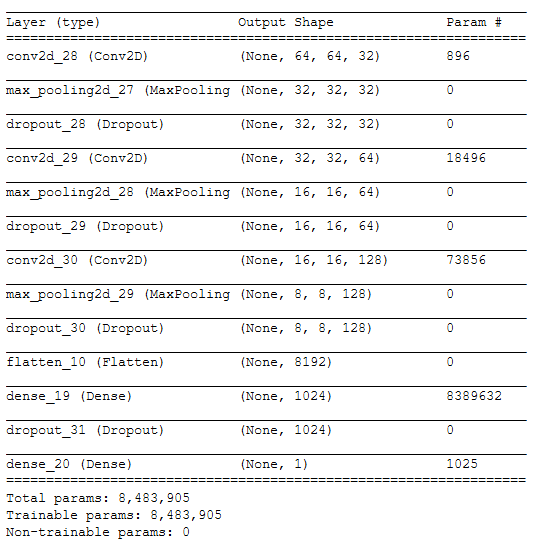 Layer (type) Output Shape Param #
conv2d_28 (Conv2D) (None, 64, 64, 32) 896
max_pooling2d_27 (MaxPooling (None, 32, 32, 32) 0
dropout_28 (Dropout) (None, 32, 32, 32) 0
conv2d_29 (Conv2D) (None, 32, 32, 64) 18496
max_pooling2d_28 (MaxPooling (None, 16, 16, 64) 0
dropout_29 (Dropout) (None, 16, 16, 64) 0
conv2d_30 (Conv2D) (None, 16, 16, 128) 73856
max_pooling2d_29 (MaxPooling (None, 8, 8, 128) 0
dropout_30 (Dropout) (None, 8, 8, 128) 0
flatten_10 (Flatten) (None, 8192) 0
dense_19 (Dense) (None, 1024) 8389632
dropout_31 (Dropout) (None, 1024) 0
dense_20 (Dense) (None, 1) 1025
Total params: 8,483,905
Trainable params: 8,483,905
Non-trainable params: 0